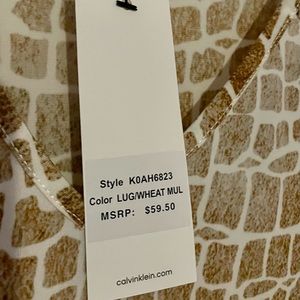 Style K0AH6823
Color LUG/WHEAT MUL
MSRP: $59.50
calvinklein.com